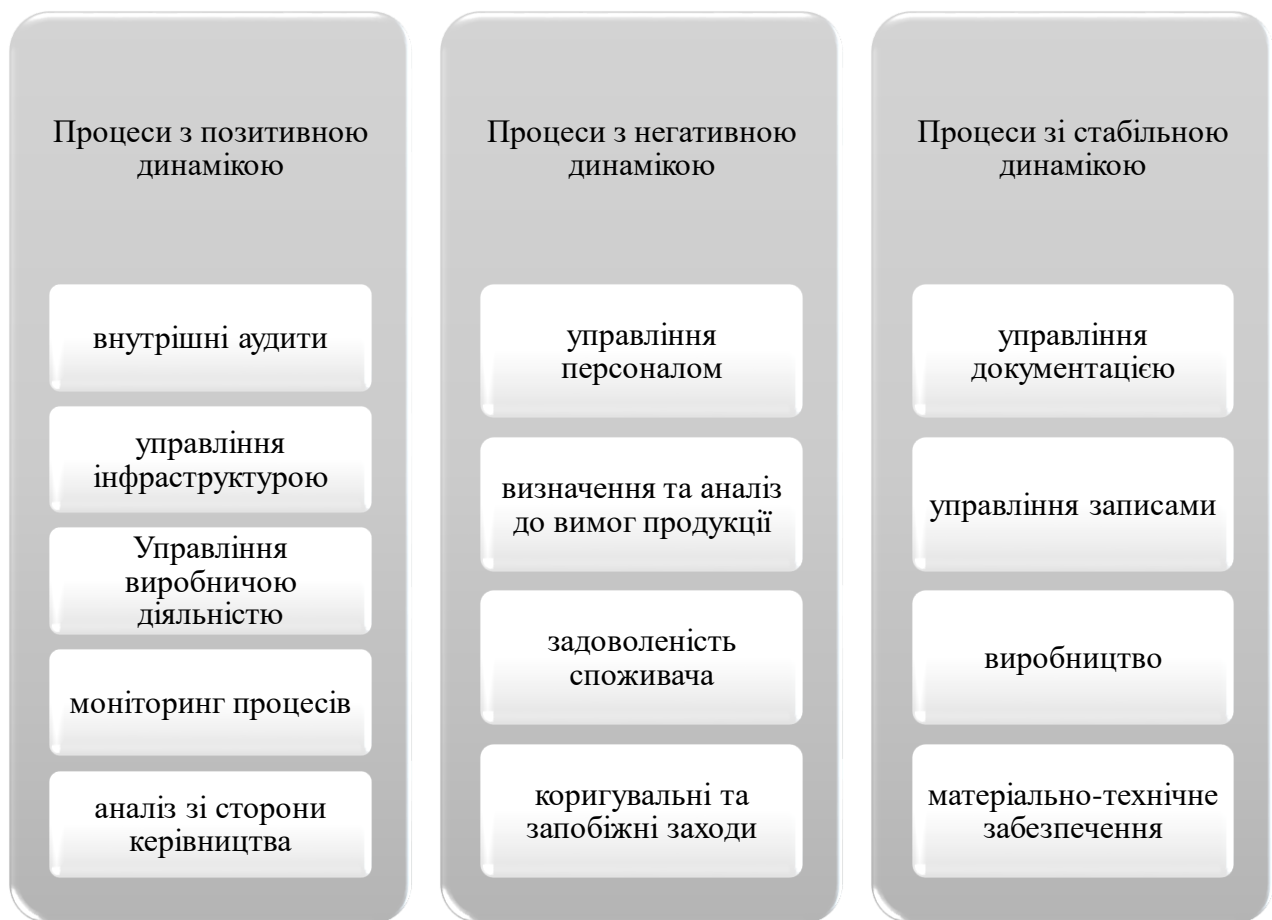 Процеси з позитивною
динамікою
внутрішні аудити
управління
інфраструктурою
Управління
виробничою
діяльністю
моніторинг процесів
аналіз зі сторони
керівництва
Процеси з негативною
динамікою
управління
персоналом
визначення та аналіз
до вимог продукції
задоволеність
споживача
коригувальні та
запобіжні заходи
Процеси зі стабільною
динамікою
управління
документацією
управління записами
виробництво
матеріально-технічне
забезпечення